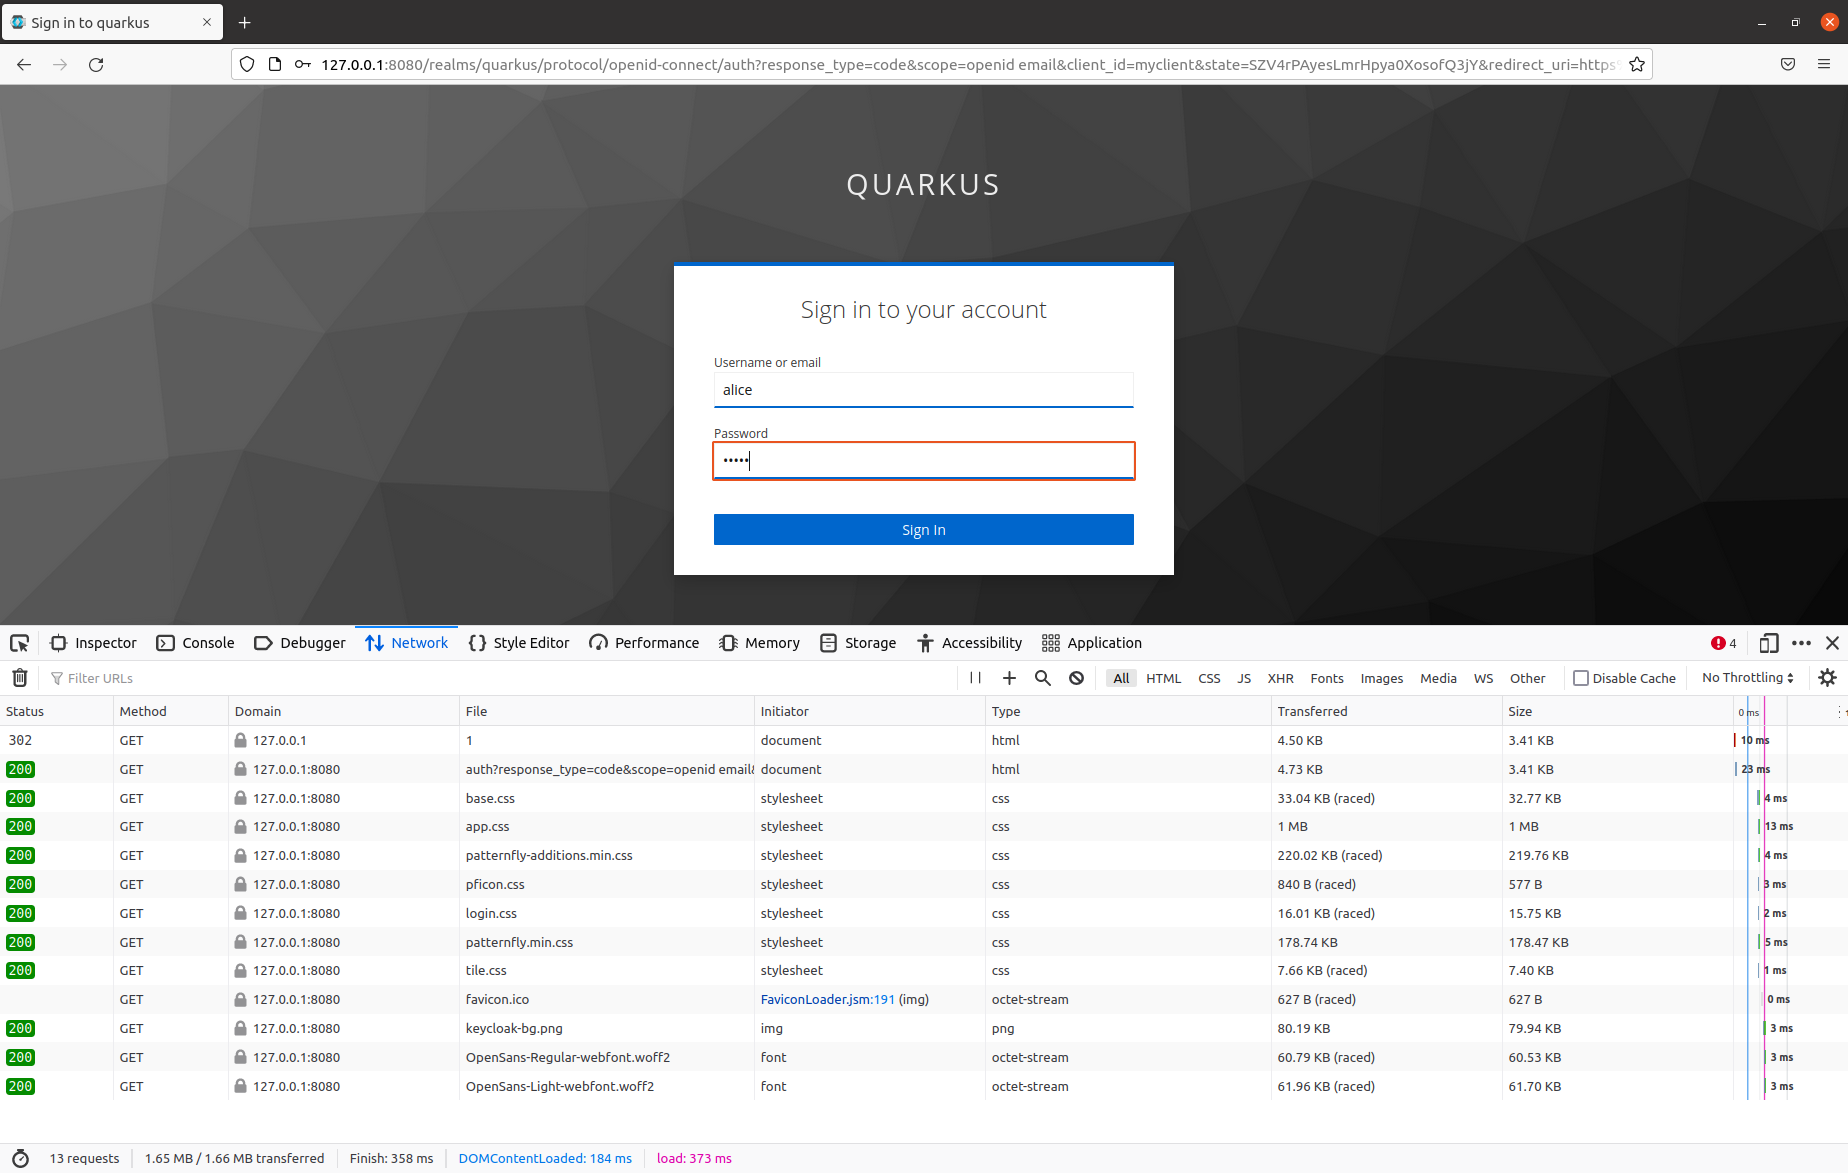 Sign in to quarkus
127.0.0.1:8080/realms/quarkus/protocol/openid-connect/auth?response_type=code&scope=openid email&client_id=myclient&state=SZV4rPAyesLmrHpya0XosofQ3jY&redirect_uri=https
QUARKUS
Sign in to your account
Username or email
alice
Password
•••••
Sign In
Inspector Console Debugger Network Style Editor Performance Memory Storage Accessibility Application 4
Filter URLs All HTML CSS JS XHR Fonts Images Media WS Other Disable Cache No Throttling
Status Method Domain File Initiator Type Transferred Size 0 ms
302 GET 127.0.0.1 1 document html 4.50 KB 3.41 KB 10 ms
200 GET 127.0.0.1:8080 auth?response_type=code&scope=openid email& document html 4.73 KB 3.41 KB 23 ms
200 GET 127.0.0.1:8080 base.css stylesheet css 33.04 KB (raced) 32.77 KB 4 ms
200 GET 127.0.0.1:8080 app.css stylesheet css 1 MB 1 MB 13 ms
200 GET 127.0.0.1:8080 patternfly-additions.min.css stylesheet css 220.02 KB (raced) 219.76 KB 4 ms
200 GET 127.0.0.1:8080 pficon.css stylesheet css 840 B (raced) 577 B 3 ms
200 GET 127.0.0.1:8080 login.css stylesheet css 16.01 KB (raced) 15.75 KB 2 ms
200 GET 127.0.0.1:8080 patternfly.min.css stylesheet css 178.74 KB 178.47 KB 5 ms
200 GET 127.0.0.1:8080 tile.css stylesheet css 7.66 KB (raced) 7.40 KB 1 ms
GET 127.0.0.1:8080 favicon.ico FaviconLoader.jsm:191 (img) octet-stream 627 B (raced) 627 B 0 ms
200 GET 127.0.0.1:8080 keycloak-bg.png img png 80.19 KB 79.94 KB 3 ms
200 GET 127.0.0.1:8080 OpenSans-Regular-webfont.woff2 font octet-stream 60.79 KB (raced) 60.53 KB 3 ms
200 GET 127.0.0.1:8080 OpenSans-Light-webfont.woff2 font octet-stream 61.96 KB (raced) 61.70 KB 3 ms
13 requests 1.65 MB / 1.66 MB transferred Finish: 358 ms DOMContentLoaded: 184 ms load: 373 ms